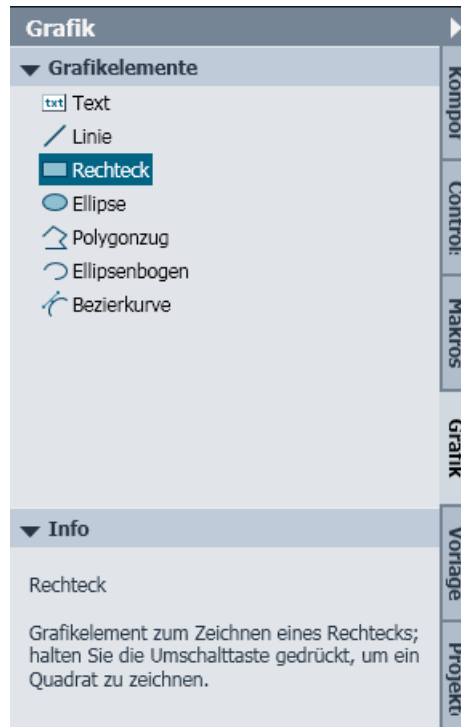 Grafik
Grafikelemente
txt Text
Linie
Rechteck
Ellipse
Polygonzug
Ellipsenbogen
Bezierkurve
Info
Rechteck
Grafikelement zum Zeichnen eines Rechtecks;
halten Sie die Umschalttaste gedrückt, um ein
Quadrat zu zeichnen.
Makros
Grafik
Vorlage